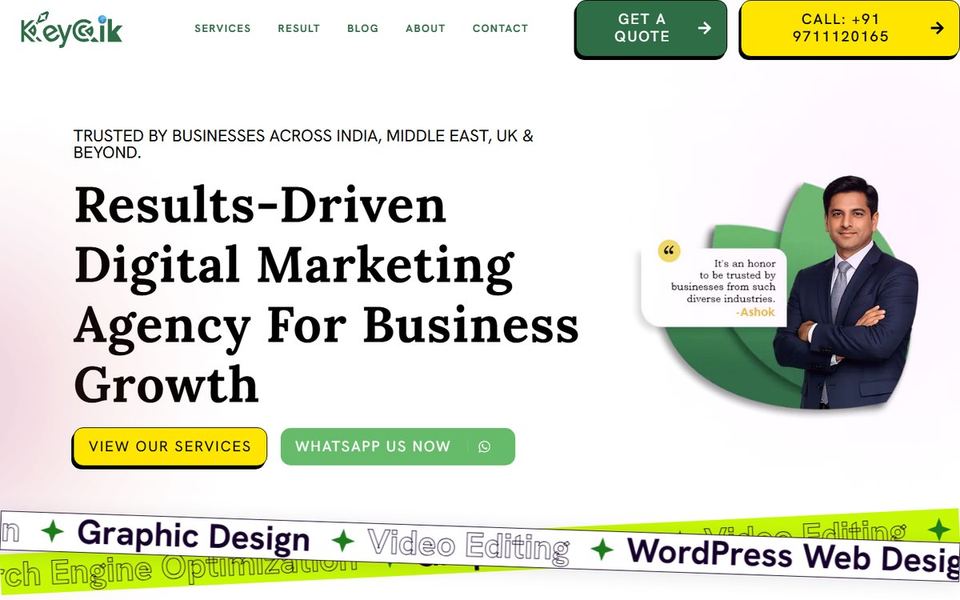 KeyQik
SERVICES
RESULT
BLOG
ABOUT
CONTACT
GET A
QUOTE
CALL: +91
9711120165
TRUSTED BY BUSINESSES ACROSS INDIA, MIDDLE EAST, UK &
BEYOND.
Results-Driven
Digital Marketing
Agency For Business
Growth
It's an honor
to be trusted by
businesses from such
diverse industries.
-Ashok
VIEW OUR SERVICES
WHATSAPP US NOW
n Graphic Design Video Editing WordPress Web Desig
rch Engine Optimization Video Editing